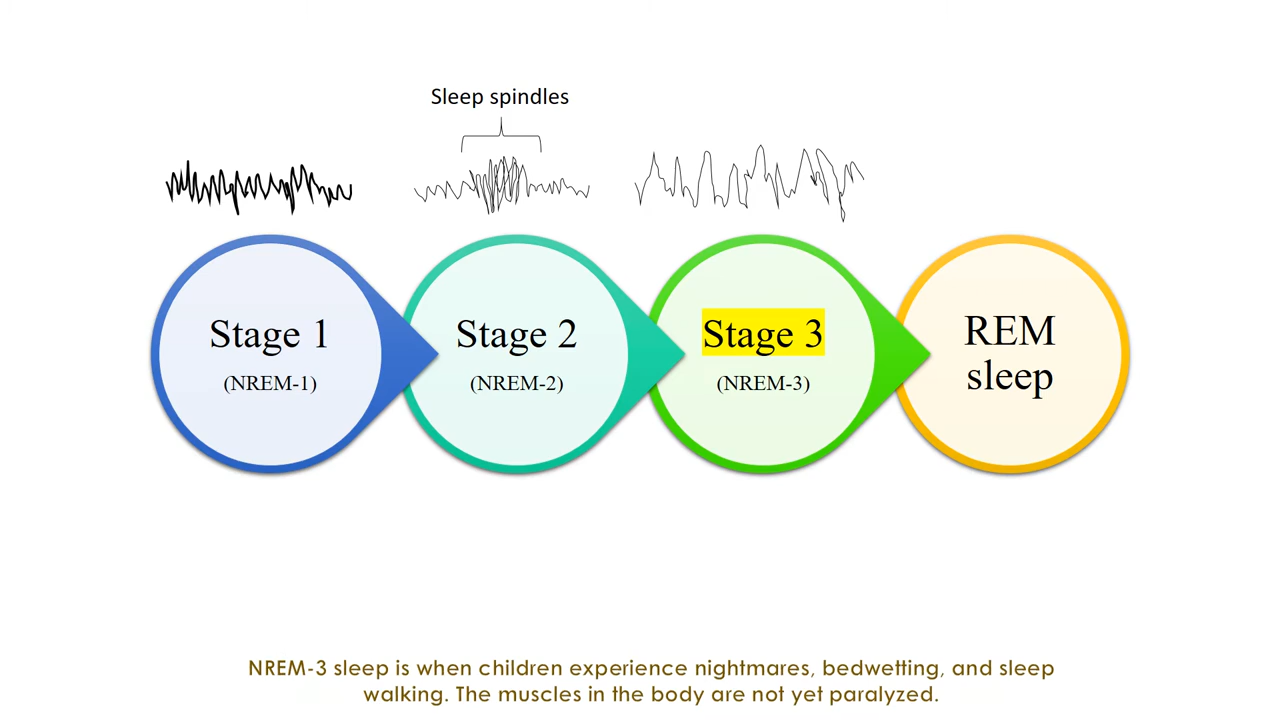 Sleep spindles
Stage 1
(NREM-1)
Stage 2
(NREM-2)
Stage 3
(NREM-3)
REM
sleep
NREM-3 sleep is when children experience nightmares, bedwetting, and sleep
walking. The muscles in the body are not yet paralyzed.